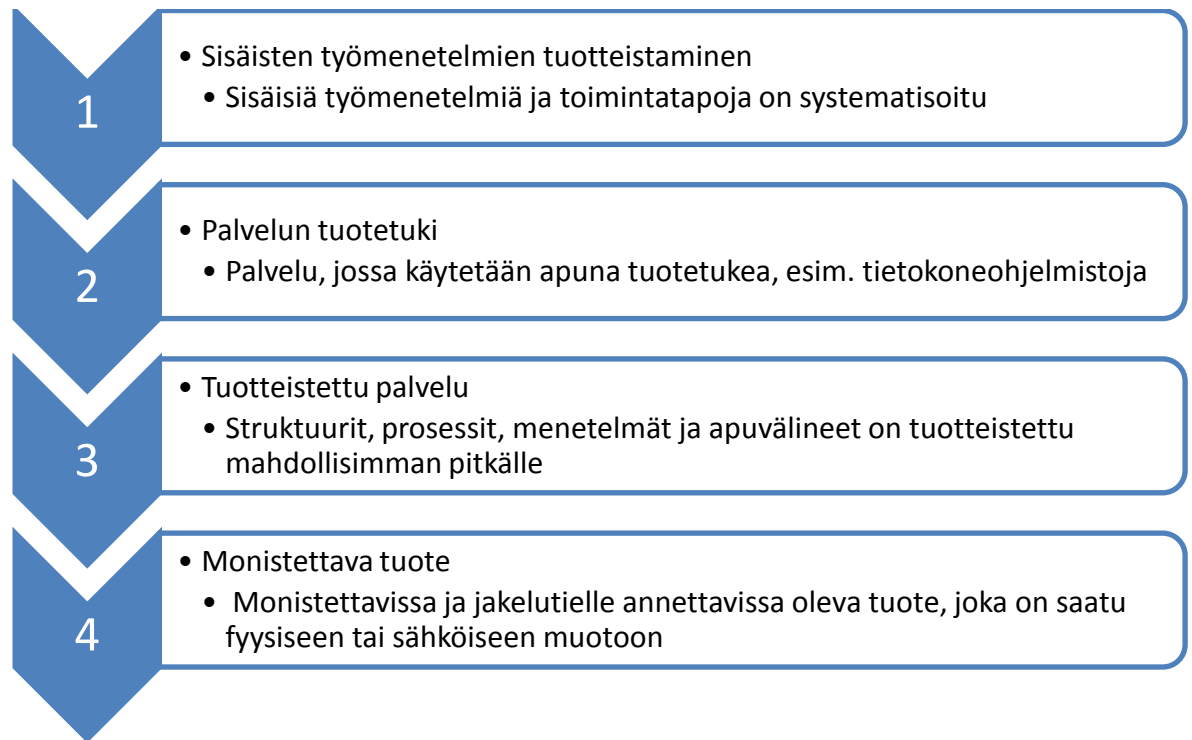 1
• Sisäisten työmenetelmien tuotteistaminen
• Sisäisiä työmenetelmiä ja toimintatapoja on systematisoitu
2
• Palvelun tuotetuki
• Palvelu, jossa käytetään apuna tuotetukea, esim. tietokoneohjelmistoja
3
• Tuotteistettu palvelu
• Struktuurit, prosessit, menetelmät ja apuvälineet on tuotteistettu
mahdollisimman pitkälle
4
• Monistettava tuote
• Monistettavissa ja jakelutielle annettavissa oleva tuote, joka on saatu
fyysiseen tai sähköiseen muotoon